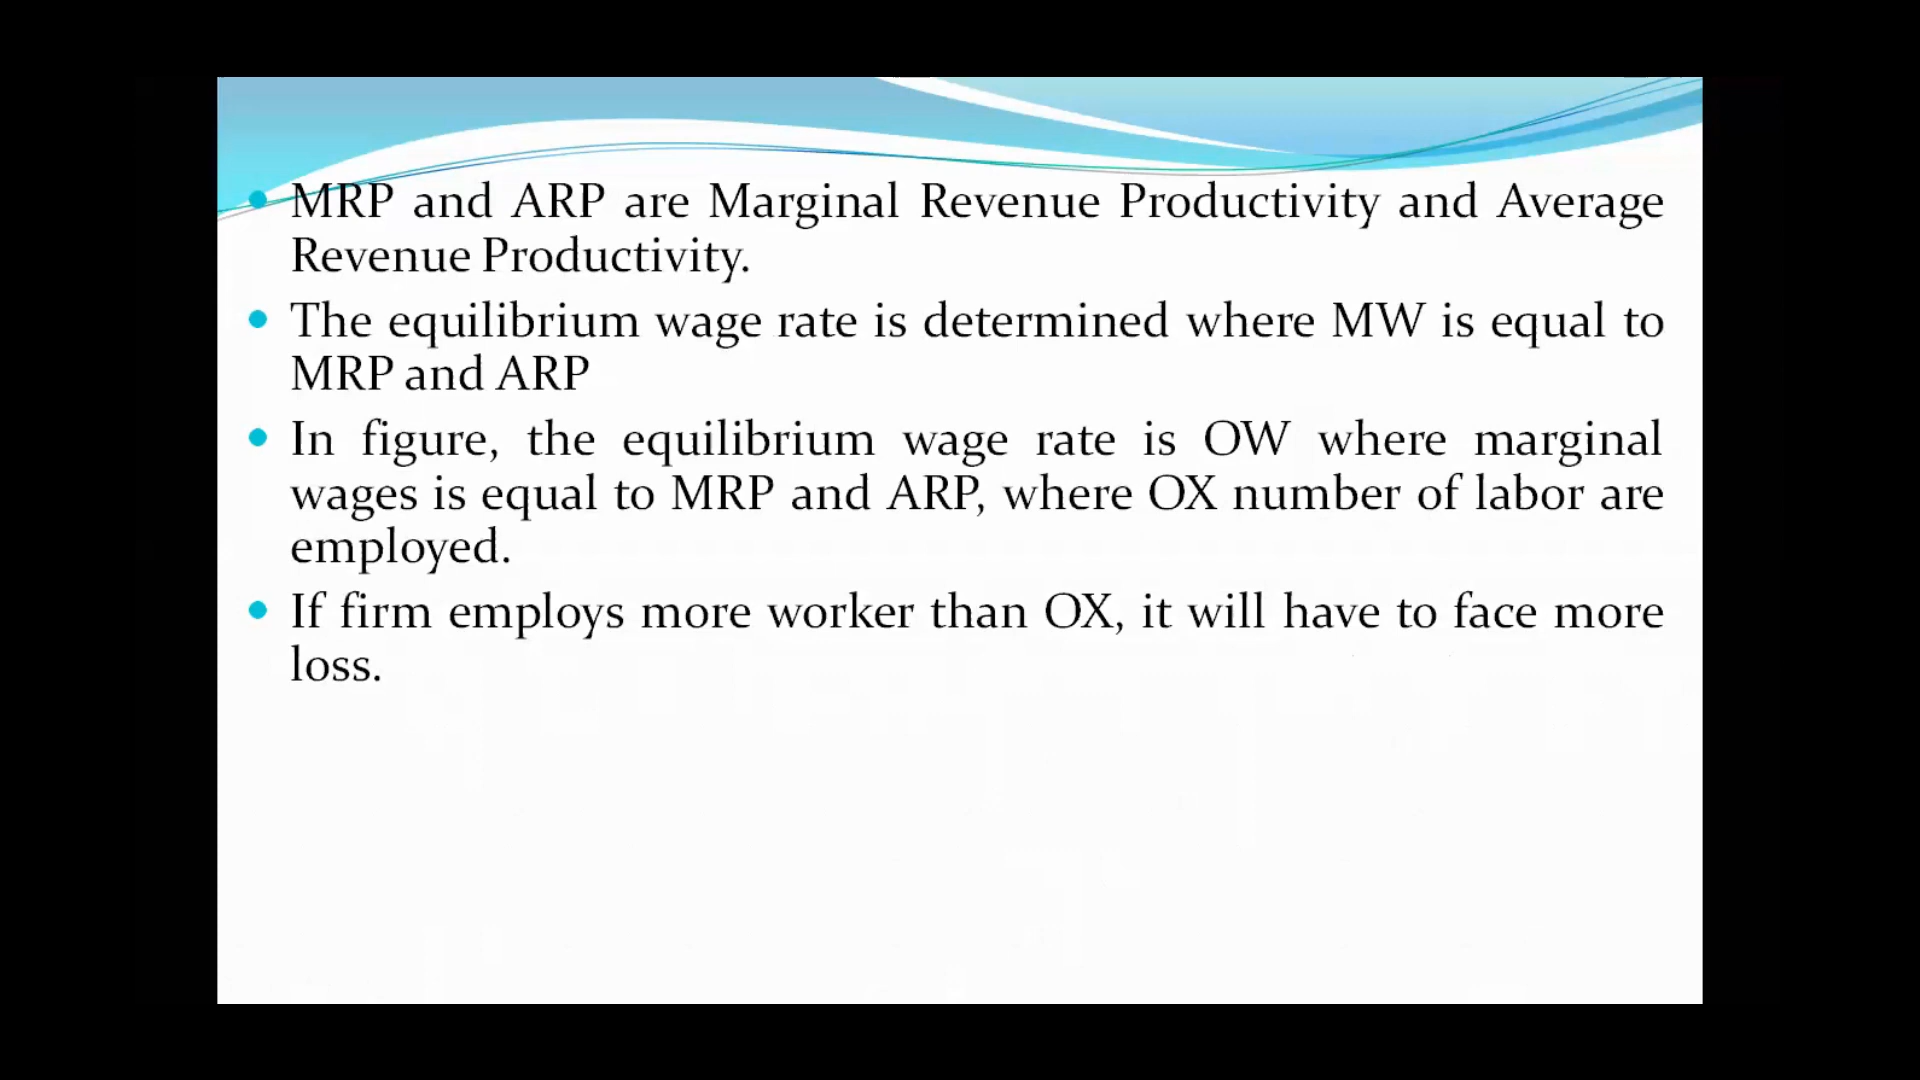 MRP and ARP are Marginal Revenue Productivity and Average
Revenue Productivity.
The equilibrium wage rate is determined where MW is equal to
MRP and ARP
In figure, the equilibrium wage rate is OW where marginal
wages is equal to MRP and ARP, where OX number of labor are
employed.
If firm employs more worker than OX, it will have to face more
loss.